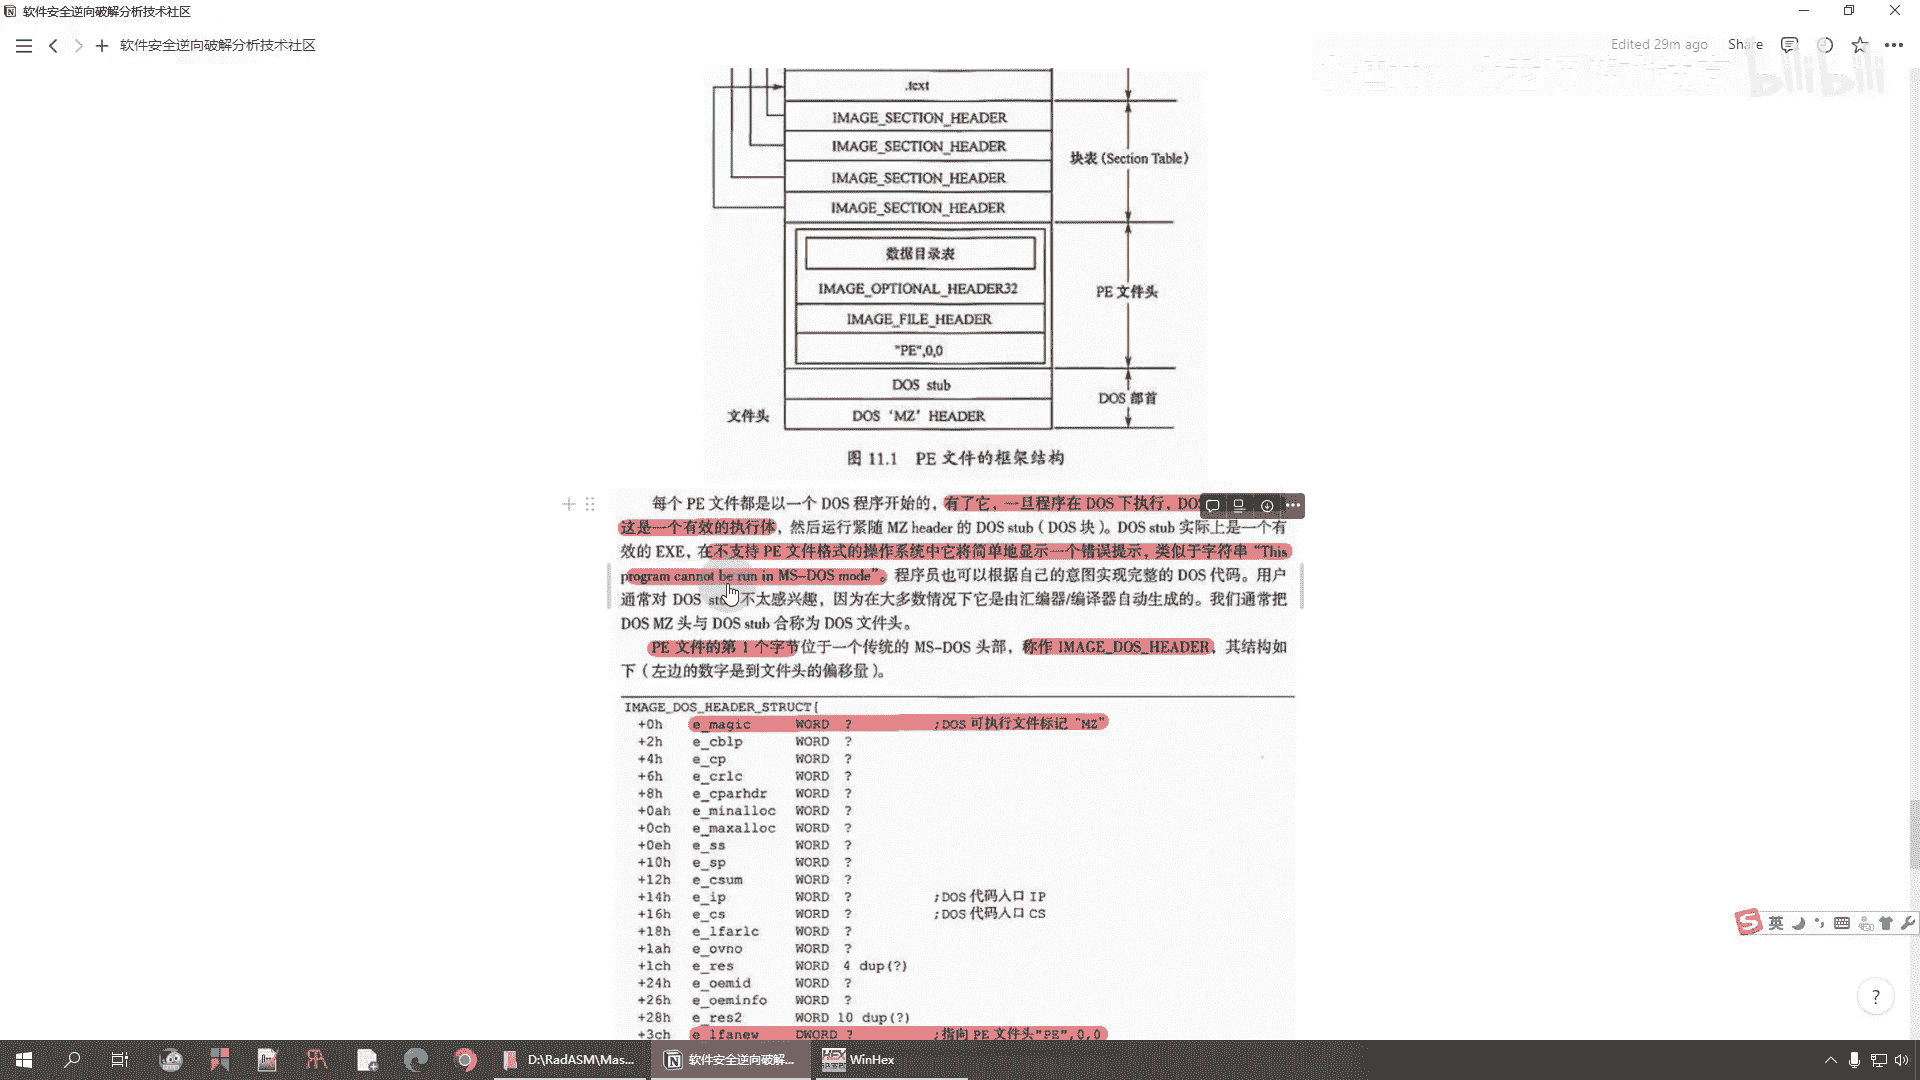 软件安全逆向破解分析技术社区
软件安全逆向破解分析技术社区
Edited 29m ago
Share
bilibili
.text
IMAGE_SECTION_HEADER
IMAGE_SECTION_HEADER
IMAGE_SECTION_HEADER
IMAGE_SECTION_HEADER
块表(Section Table)
数据目录表
IMAGE_OPTIONAL_HEADER32
IMAGE_FILE_HEADER
"PE",0,0
PE 文件头
DOS stub
DOS 'MZ' HEADER
DOS 部首
文件头
图 11.1 PE 文件的框架结构
每个 PE 文件都是以一个 DOS 程序开始的，有了它，一旦程序在 DOS 下执行，DOS
这是一个有效的执行体，然后运行紧随 MZ header 的 DOS stub（DOS 块）。DOS stub 实际上是一个有
效的 EXE，在不支持 PE 文件格式的操作系统中它将简单地显示一个错误提示，类似于字符串“This
program cannot be run in MS-DOS mode”。程序员也可以根据自己的意图实现完整的 DOS 代码。用户
通常对 DOS stub 不太感兴趣，因为在大多数情况下它是由汇编器/编译器自动生成的。我们通常把
DOS MZ 头与 DOS stub 合称为 DOS 文件头。
PE 文件的第 1 个字节位于一个传统的 MS-DOS 头部，称作 IMAGE_DOS_HEADER，其结构如
下（左边的数字是到文件头的偏移量）。
IMAGE_DOS_HEADER_STRUCT{
+0h e_magic WORD ? ;DOS 可执行文件标记 "MZ"
+2h e_cblp WORD ?
+4h e_cp WORD ?
+6h e_crlc WORD ?
+8h e_cparhdr WORD ?
+0ah e_minalloc WORD ?
+0ch e_maxalloc WORD ?
+0eh e_ss WORD ?
+10h e_sp WORD ?
+12h e_csum WORD ?
+14h e_ip WORD ? ;DOS 代码入口 IP
+16h e_cs WORD ? ;DOS 代码入口 CS
+18h e_lfarlc WORD ?
+1ah e_ovno WORD ?
+1ch e_res WORD 4 dup(?)
+24h e_oemid WORD ?
+26h e_oeminfo WORD ?
+28h e_res2 WORD 10 dup(?)
+3ch e_lfanew DWORD ? ;指向 PE 文件头"PE",0,0
英
?
D:\RadASM\Mas...
软件安全逆向破解...
WinHex